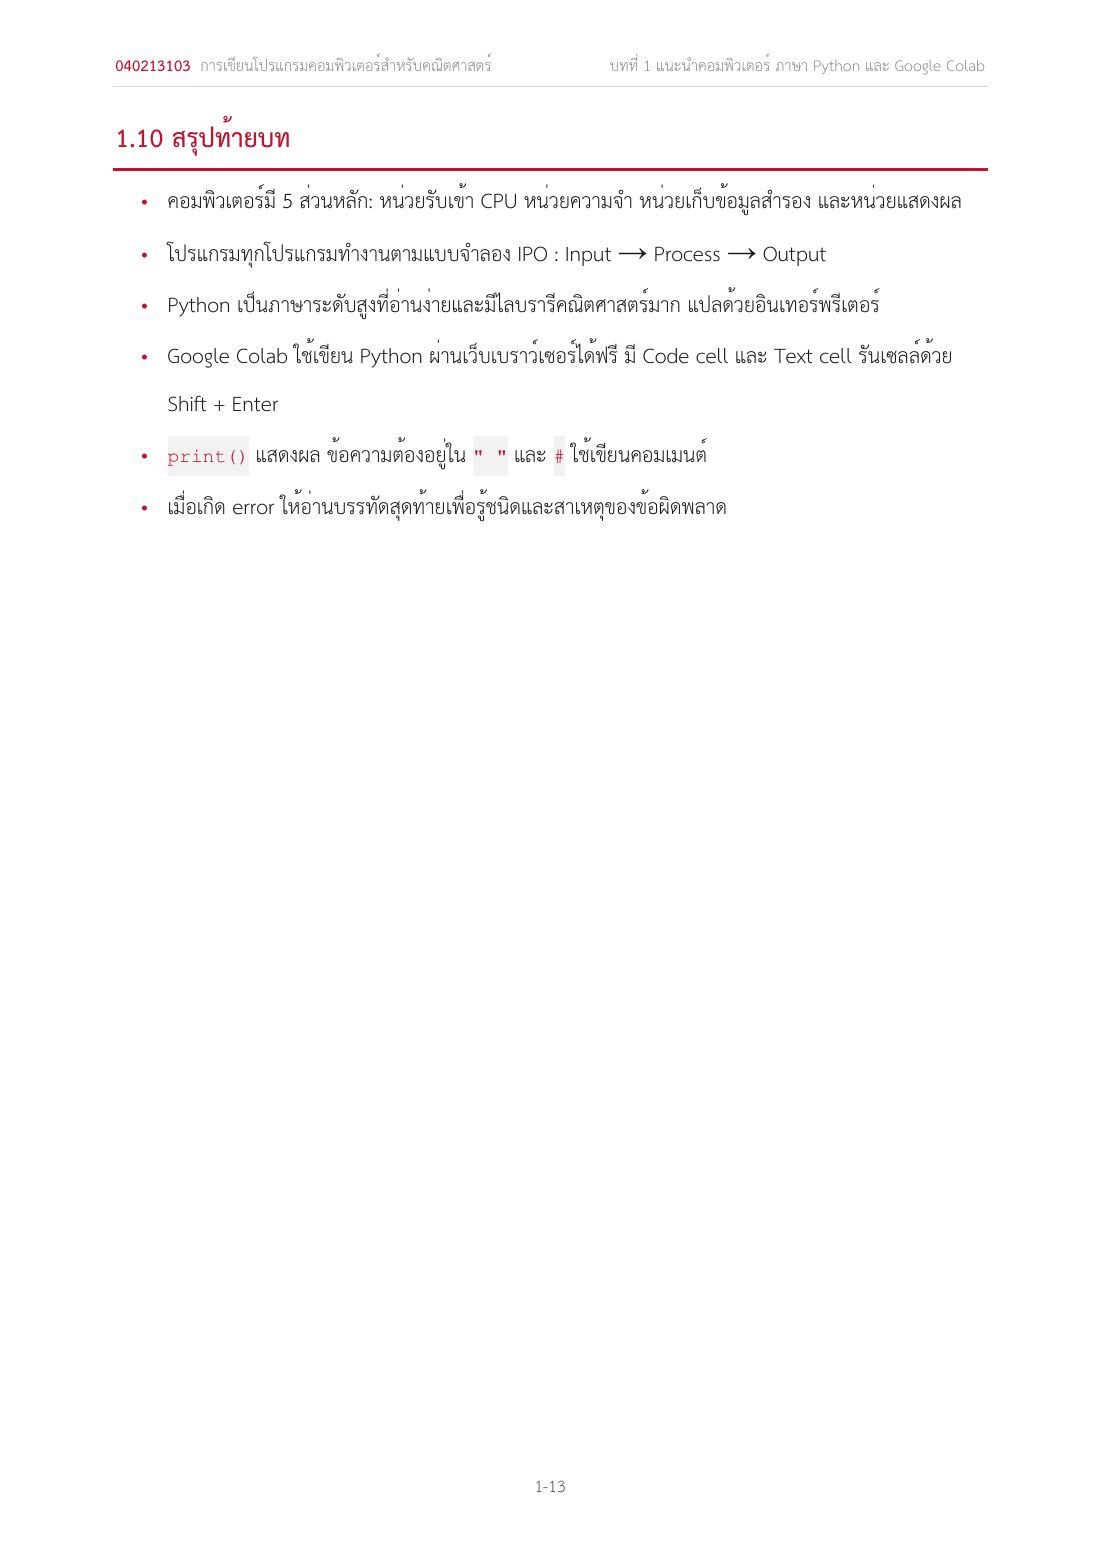 040213103 การเขียนโปรแกรมคอมพิวเตอร์สำหรับคณิตศาสตร์ บทที่ 1 แนะนำคอมพิวเตอร์ ภาษา Python และ Google Colab
1.10 สรุปท้ายบท
• คอมพิวเตอร์มี 5 ส่วนหลัก: หน่วยรับเข้า CPU หน่วยความจำ หน่วยเก็บข้อมูลสำรอง และหน่วยแสดงผล
• โปรแกรมทุกโปรแกรมทำงานตามแบบจำลอง IPO : Input → Process → Output
• Python เป็นภาษาระดับสูงที่อ่านง่ายและมีไลบรารีคณิตศาสตร์มาก แปลด้วยอินเทอร์พรีเตอร์
• Google Colab ใช้เขียน Python ผ่านเว็บเบราว์เซอร์ได้ฟรี มี Code cell และ Text cell รันเซลล์ด้วย
Shift + Enter
• print() แสดงผล ข้อความต้องอยู่ใน " " และ # ใช้เขียนคอมเมนต์
• เมื่อเกิด error ให้อ่านบรรทัดสุดท้ายเพื่อรู้ชนิดและสาเหตุของข้อผิดพลาด
1-13